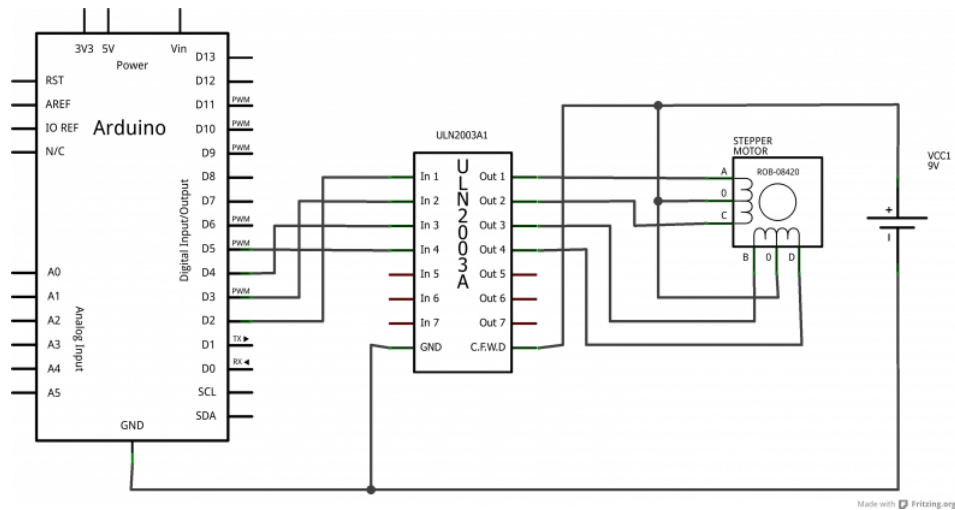 3V3 5V Vin
Power
RST
AREF
IO REF
N/C
Arduino
D13
D12
D11 PWM
D10 PWM
D9 PWM
D8
D7
D6 PWM
D5 PWM
D4
D3 PWM
D2
D1 TX ▶
D0 RX ◀
SCL
SDA
Digital Input/Output
A0
A1
A2
A3
A4
A5
Analog Input
GND
ULN2003A1
ULN2003A
In 1
In 2
In 3
In 4
In 5
In 6
In 7
GND
Out 1
Out 2
Out 3
Out 4
Out 5
Out 6
Out 7
C.F.W.D
STEPPER
MOTOR
ROB-08420
A
0
C
B 0 D
VCC1
9V
+
I
Made with Fritzing.org